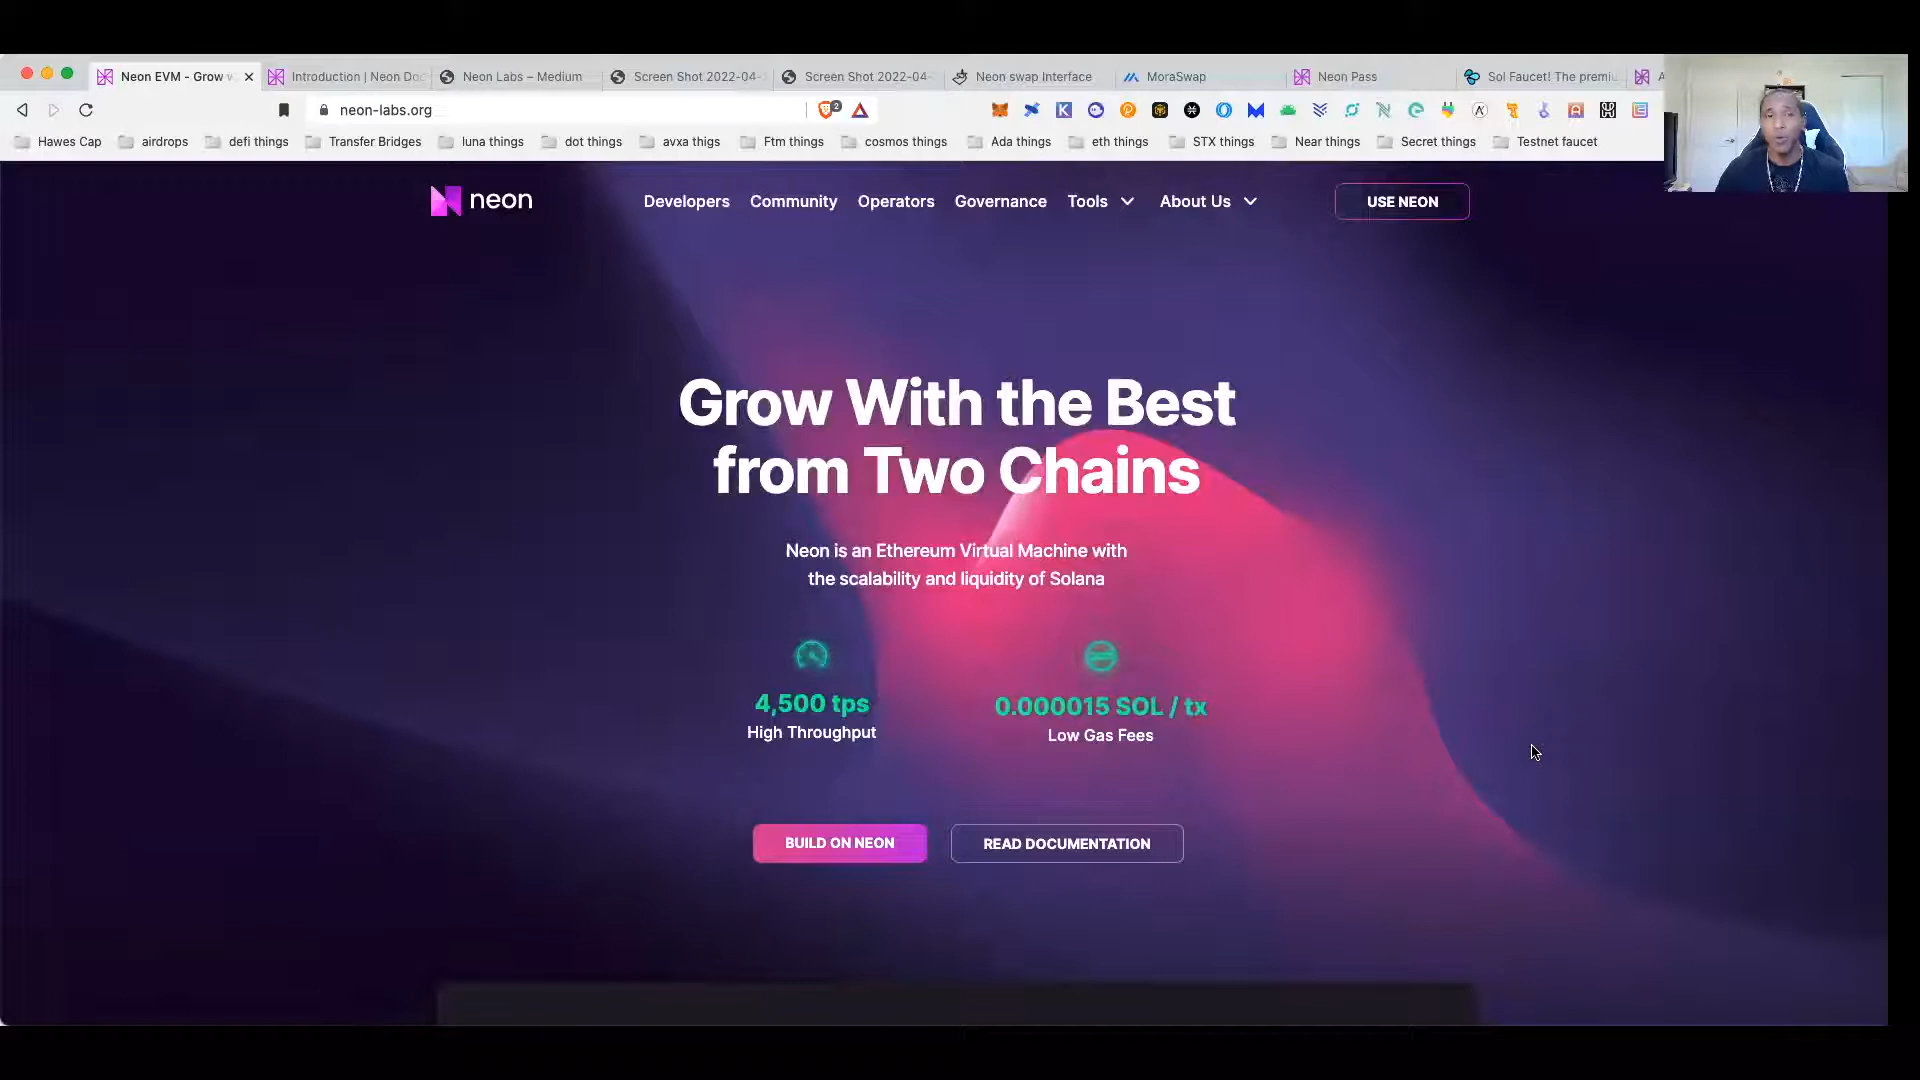 Neon EVM - Grow w
Introduction | Neon Doc
Neon Labs – Medium
Screen Shot 2022-04-2
Screen Shot 2022-04-
Neon swap Interface
MoraSwap
Neon Pass
Sol Faucet! The premi
A
neon-labs.org
2
Hawes Cap
airdrops
defi things
Transfer Bridges
luna things
dot things
avxa thigs
Ftm things
cosmos things
Ada things
eth things
STX things
Near things
Secret things
Testnet faucet
neon
Developers
Community
Operators
Governance
Tools
About Us
USE NEON
Grow With the Best
from Two Chains
Neon is an Ethereum Virtual Machine with
the scalability and liquidity of Solana
4,500 tps
High Throughput
0.000015 SOL / tx
Low Gas Fees
BUILD ON NEON
READ DOCUMENTATION